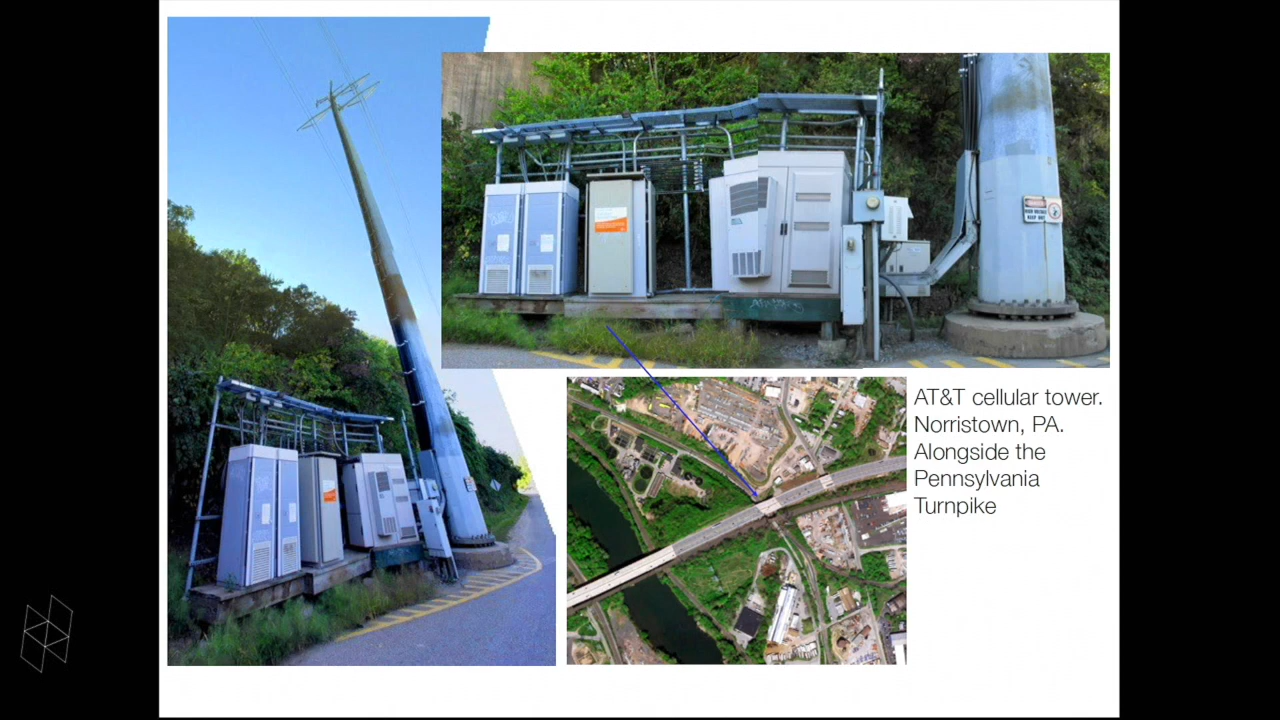 AT&T cellular tower.
Norristown, PA.
Alongside the
Pennsylvania
Turnpike